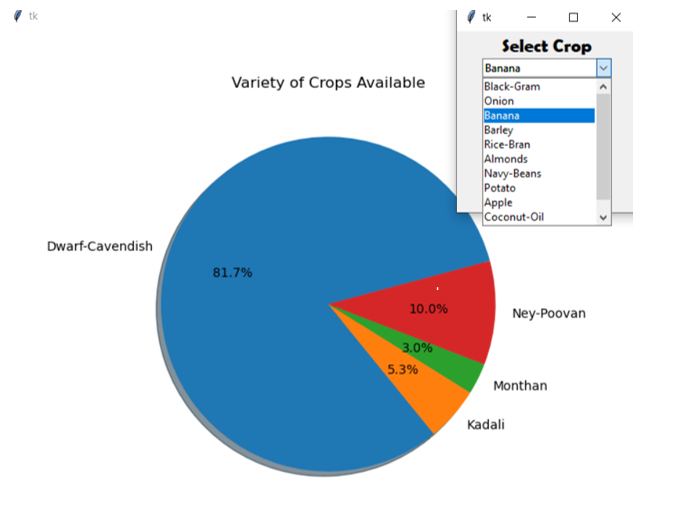 tk
tk
Select Crop
Banana
Black-Gram
Onion
Banana
Barley
Rice-Bran
Almonds
Navy-Beans
Potato
Apple
Coconut-Oil
Variety of Crops Available
Dwarf-Cavendish
81.7%
10.0%
Ney-Poovan
3.0%
5.3%
Monthan
Kadali